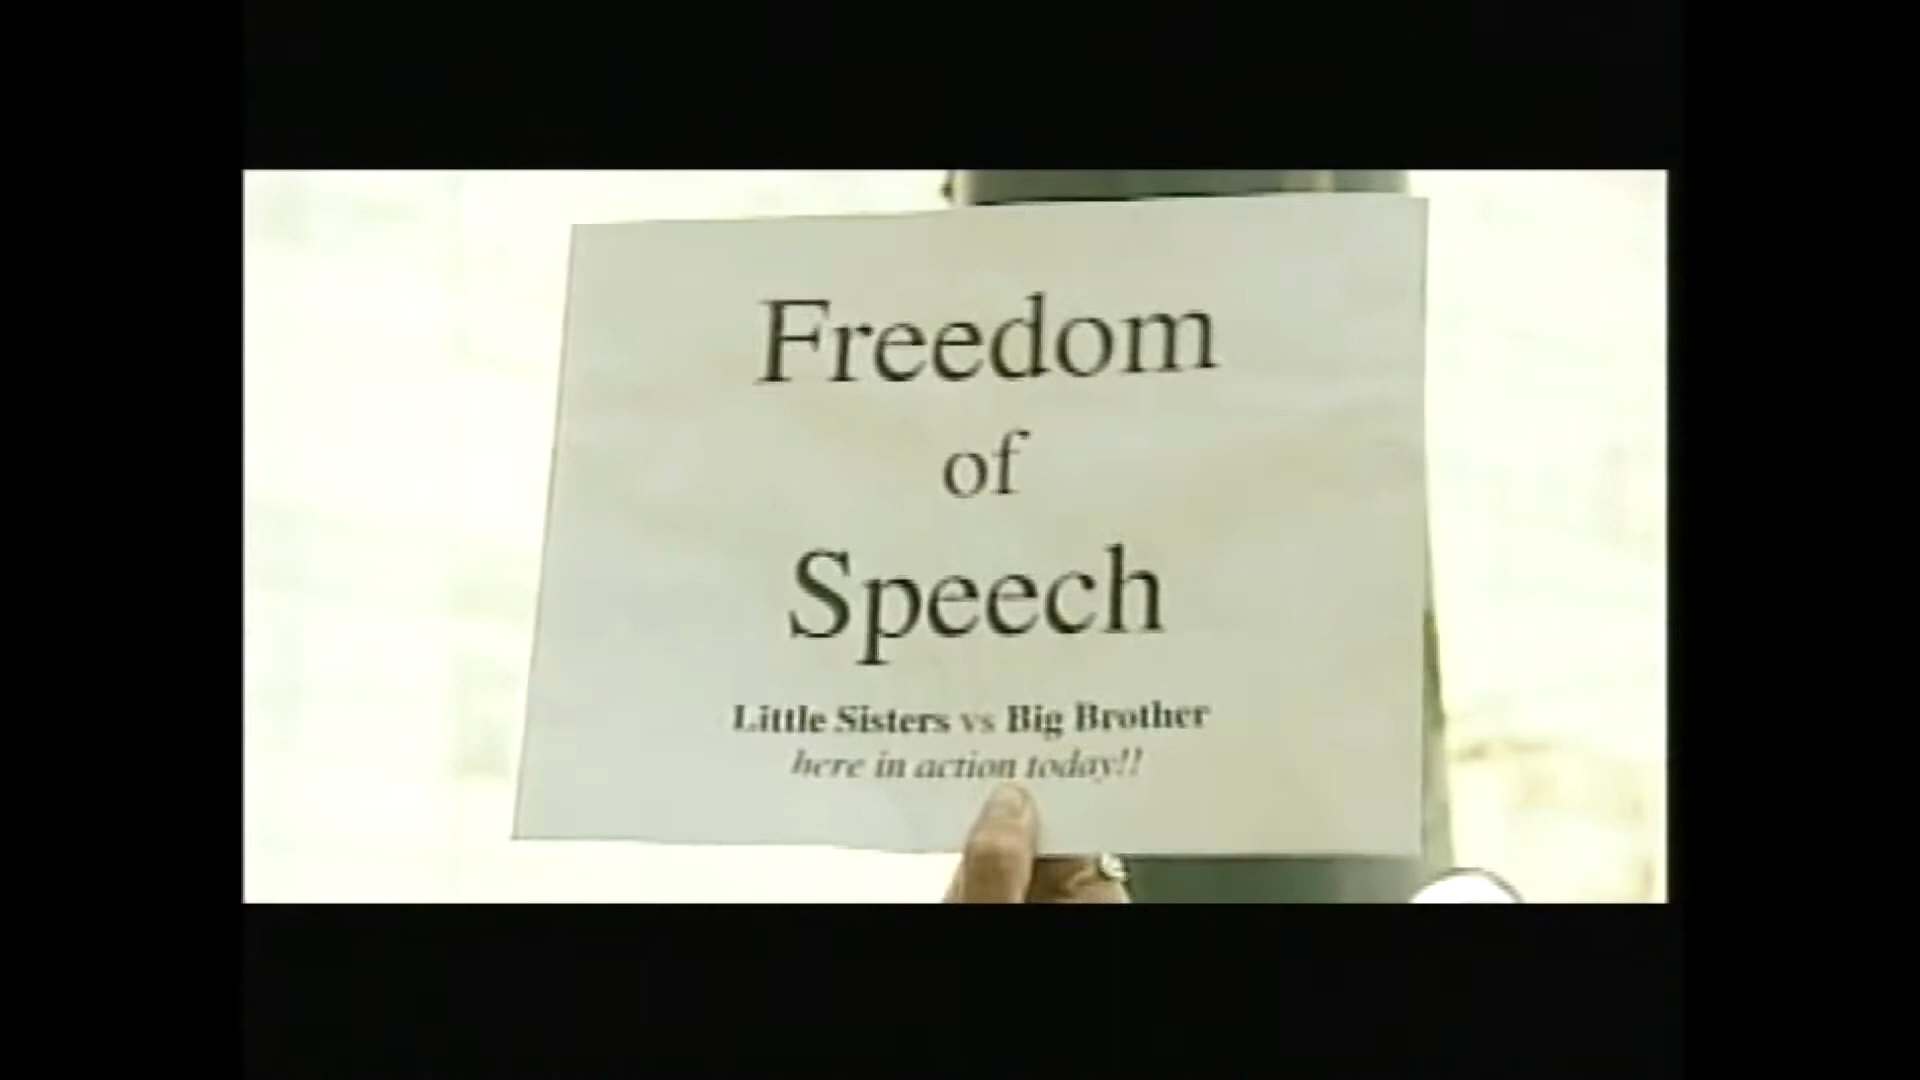 Freedom
of
Speech
Little Sisters vs Big Brother
here in action today!!